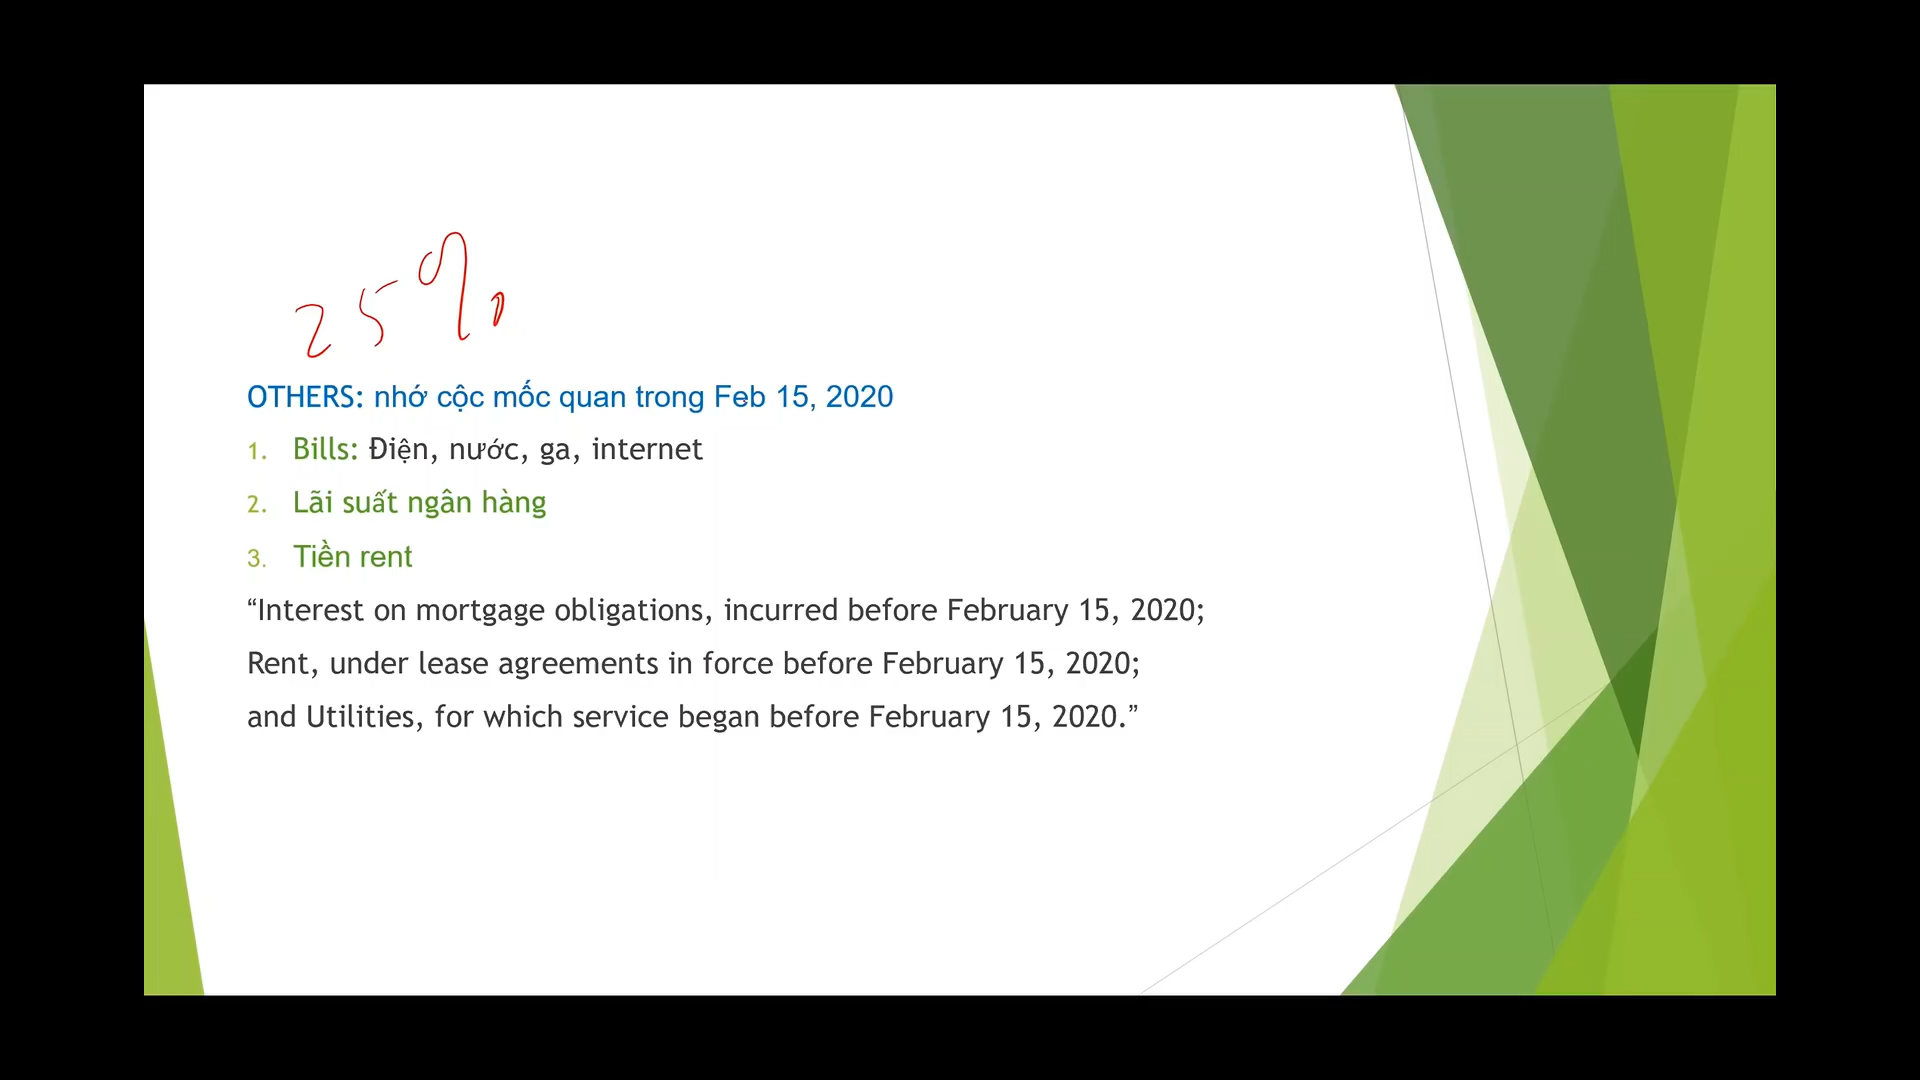 25%
OTHERS: nhớ cộc mốc quan trong Feb 15, 2020
1. Bills: Điện, nước, ga, internet
2. Lãi suất ngân hàng
3. Tiền rent
“Interest on mortgage obligations, incurred before February 15, 2020;
Rent, under lease agreements in force before February 15, 2020;
and Utilities, for which service began before February 15, 2020.”